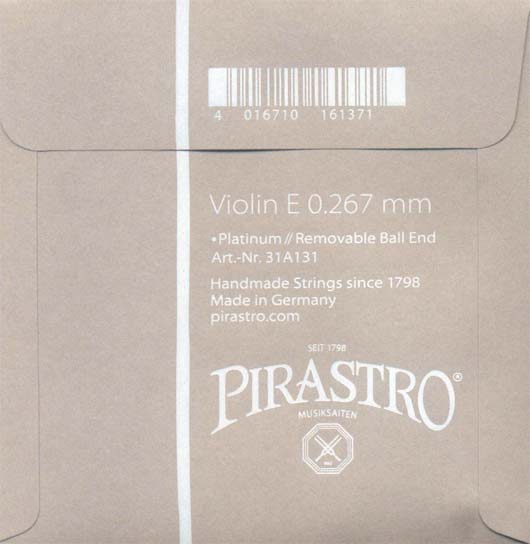 4 016710 161371
Violin E 0.267 mm
•Platinum//Removable Ball End
Art.-Nr. 31A131
Handmade Strings since 1798
Made in Germany
pirastro.com
SEIT 1798
PIRASTRO®
MUSIKSAITEN